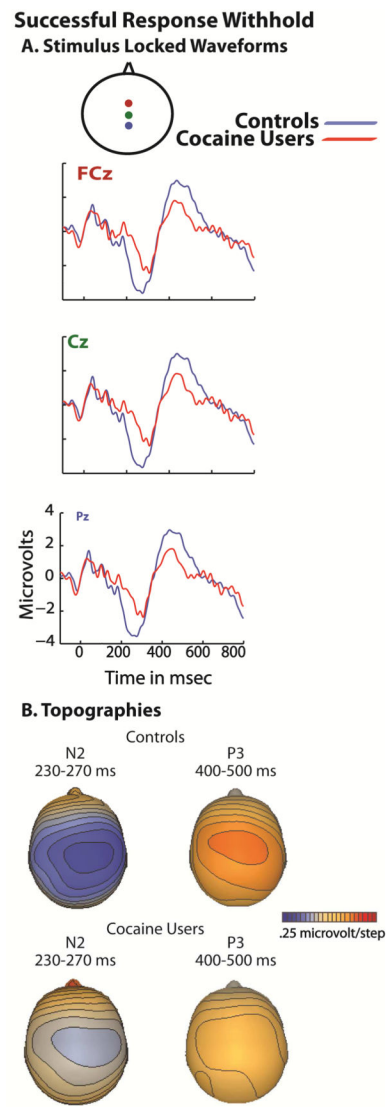 Successful Response Withhold
A. Stimulus Locked Waveforms
Controls
Cocaine Users
FCz
Cz
Pz
4
2
0
−2
−4
Microvolts
0 200 400 600 800
Time in msec
B. Topographies
Controls
N2 P3
230-270 ms 400-500 ms
.25 microvolt/step
Cocaine Users
N2 P3
230-270 ms 400-500 ms